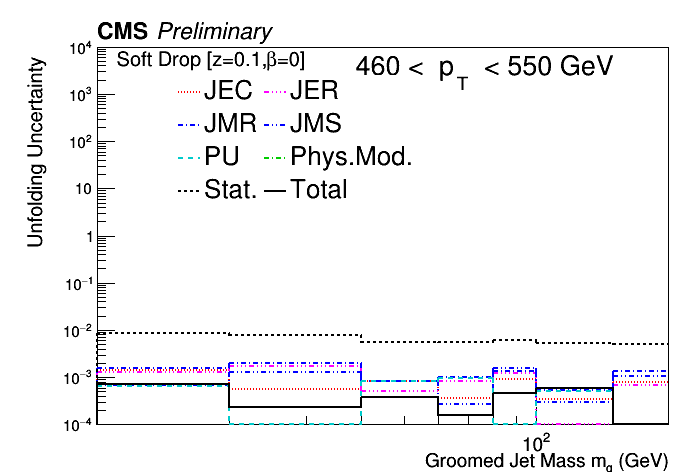 CMS Preliminary
Soft Drop [z=0.1,β=0]
460 < p_T < 550 GeV
JEC JER
JMR JMS
PU Phys.Mod.
Stat. Total
Unfolding Uncertainty
10^4
10^3
10^2
10
1
10^−1
10^−2
10^−3
10^−4
10^2
Groomed Jet Mass m_g (GeV)